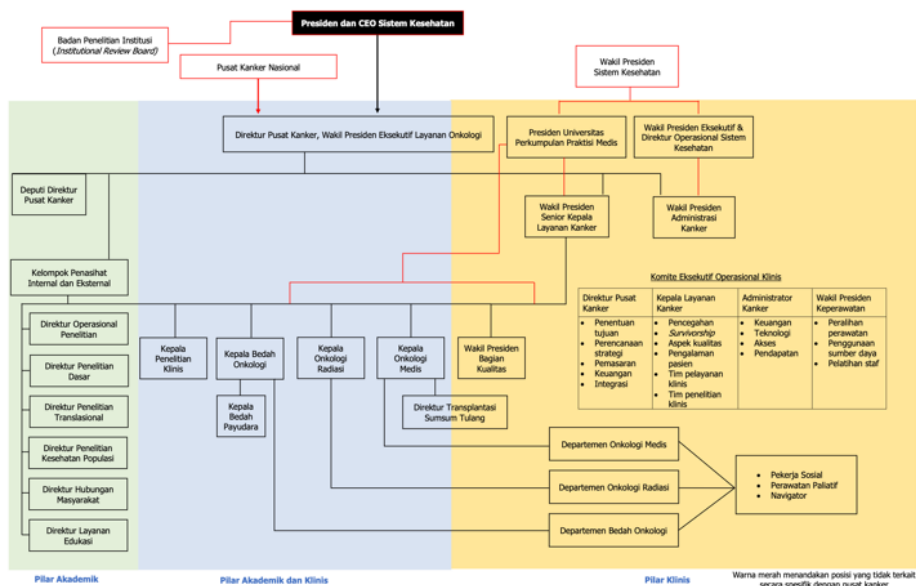 Presiden dan CEO Sistem Kesehatan
Badan Penelitian Institusi
(Institutional Review Board)
Pusat Kanker Nasional
Wakil Presiden
Sistem Kesehatan
Direktur Pusat Kanker, Wakil Presiden Eksekutif Layanan Onkologi
Presiden Universitas
Perkumpulan Praktisi Medis
Wakil Presiden Eksekutif &
Direktur Operasional Sistem
Kesehatan
Deputi Direktur
Pusat Kanker
Wakil Presiden
Senior Kepala
Layanan Kanker
Wakil Presiden
Administrasi
Kanker
Kelompok Penasihat
Internal dan Eksternal
Direktur Operasional
Penelitian
Direktur Penelitian
Dasar
Direktur Penelitian
Translasional
Direktur Penelitian
Kesehatan Populasi
Direktur Hubungan
Masyarakat
Direktur Layanan
Edukasi
Kepala
Penelitian
Klinis
Kepala Bedah
Onkologi
Kepala
Bedah
Payudara
Kepala
Onkologi
Radiasi
Kepala
Onkologi
Medis
Direktur Transplantasi
Sumsum Tulang
Wakil Presiden
Bagian
Kualitas
Komite Eksekutif Operasional Klinis
Direktur Pusat
Kanker
• Penentuan
tujuan
• Perencanaan
strategi
• Pemasaran
• Keuangan
• Integrasi
Kepala Layanan
Kanker
• Pencegahan
• Survivorship
• Aspek kualitas
• Pengalaman
pasien
• Tim pelayanan
klinis
• Tim penelitian
klinis
Administrator
Kanker
• Keuangan
• Teknologi
• Akses
• Pendapatan
Wakil Presiden
Keperawatan
• Peralihan
perawatan
• Penggunaan
sumber daya
• Pelatihan staf
Departemen Onkologi Medis
Departemen Onkologi Radiasi
Departemen Bedah Onkologi
• Pekerja Sosial
• Perawatan Paliatif
• Navigator
Pilar Akademik
Pilar Akademik dan Klinis
Pilar Klinis
Warna merah menandakan posisi yang tidak terkait
secara spesifik dengan pusat kanker